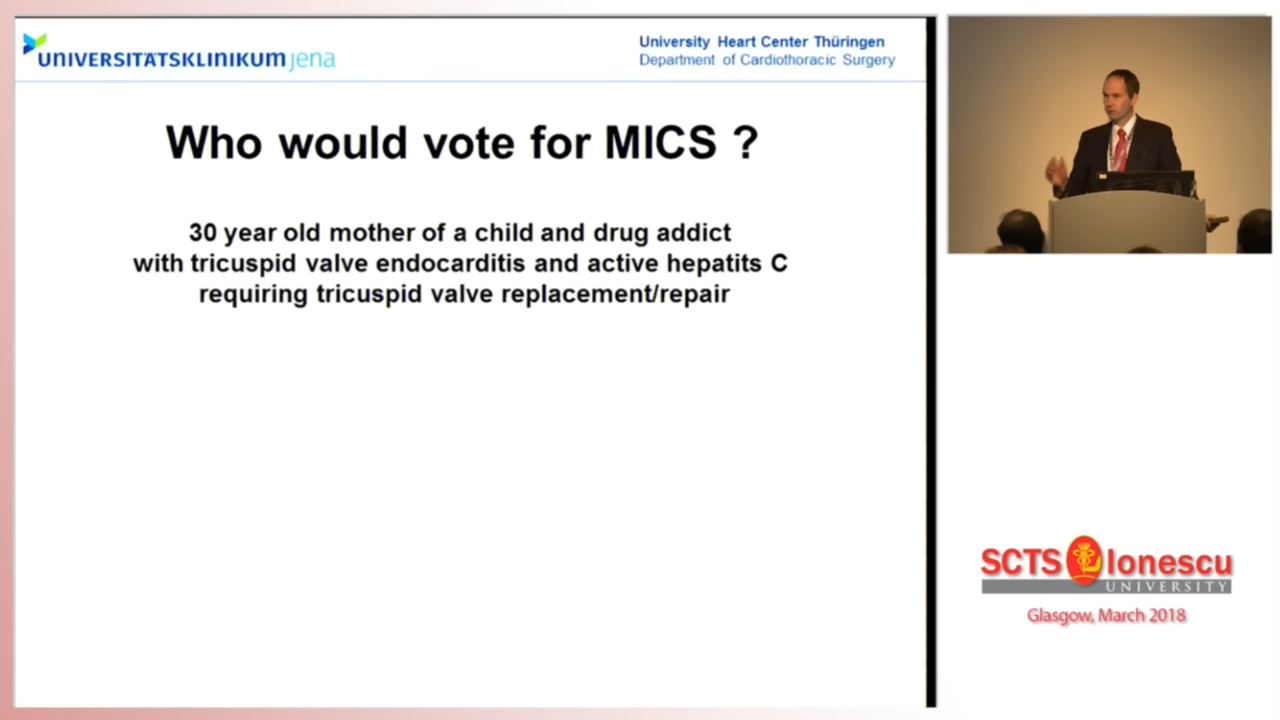 UNIVERSITÄTSKLINIKUM jena
University Heart Center Thüringen
Department of Cardiothoracic Surgery
Who would vote for MICS ?
30 year old mother of a child and drug addict
with tricuspid valve endocarditis and active hepatits C
requiring tricuspid valve replacement/repair
SCTS Ionescu
UNIVERSITY
Glasgow, March 2018